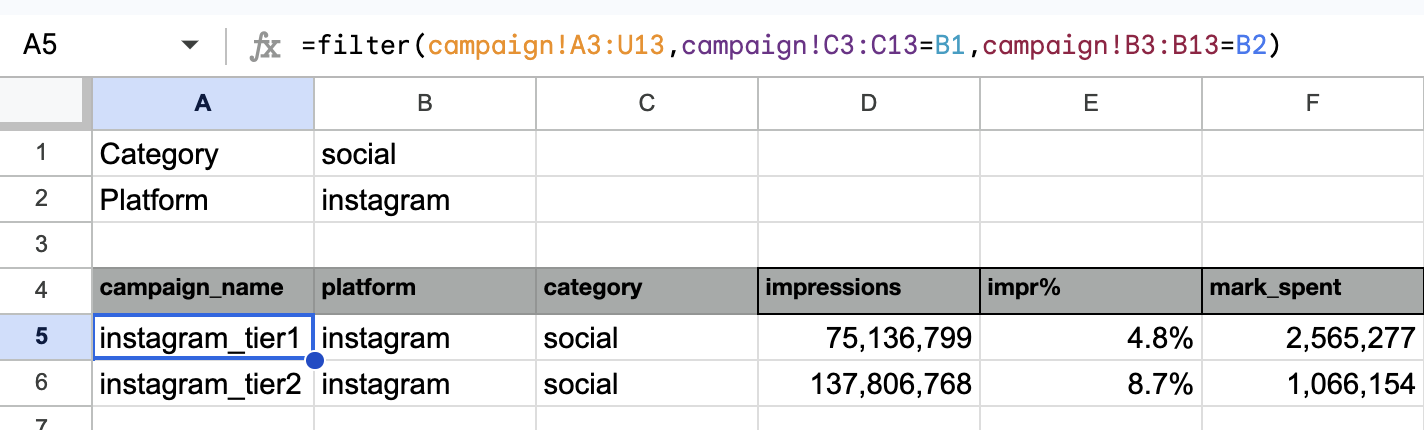 A5 fx =filter(campaign!A3:U13,campaign!C3:C13=B1,campaign!B3:B13=B2)
A B C D E F
1 Category social
2 Platform instagram
3
4 campaign_name platform category impressions impr% mark_spent
5 instagram_tier1 instagram social 75,136,799 4.8% 2,565,277
6 instagram_tier2 instagram social 137,806,768 8.7% 1,066,154
7